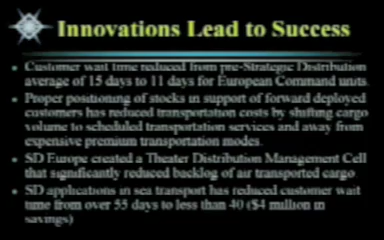 Innovations Lead to Success
Customer wait time reduced from pre-Strategic Distribution
average of 15 days to 11 days for European Command units.
Proper positioning of stocks in support of forward deployed
customers has reduced transportation costs by shifting cargo
volume to scheduled transportation services and away from
expensive premium transportation modes.
SD Europe created a Theater Distribution Management Cell
that significantly reduced backlog of air transported cargo
SD applications in sea transport has reduced customer wait
time from over 55 days to less than 40 ($4 million in
savings)